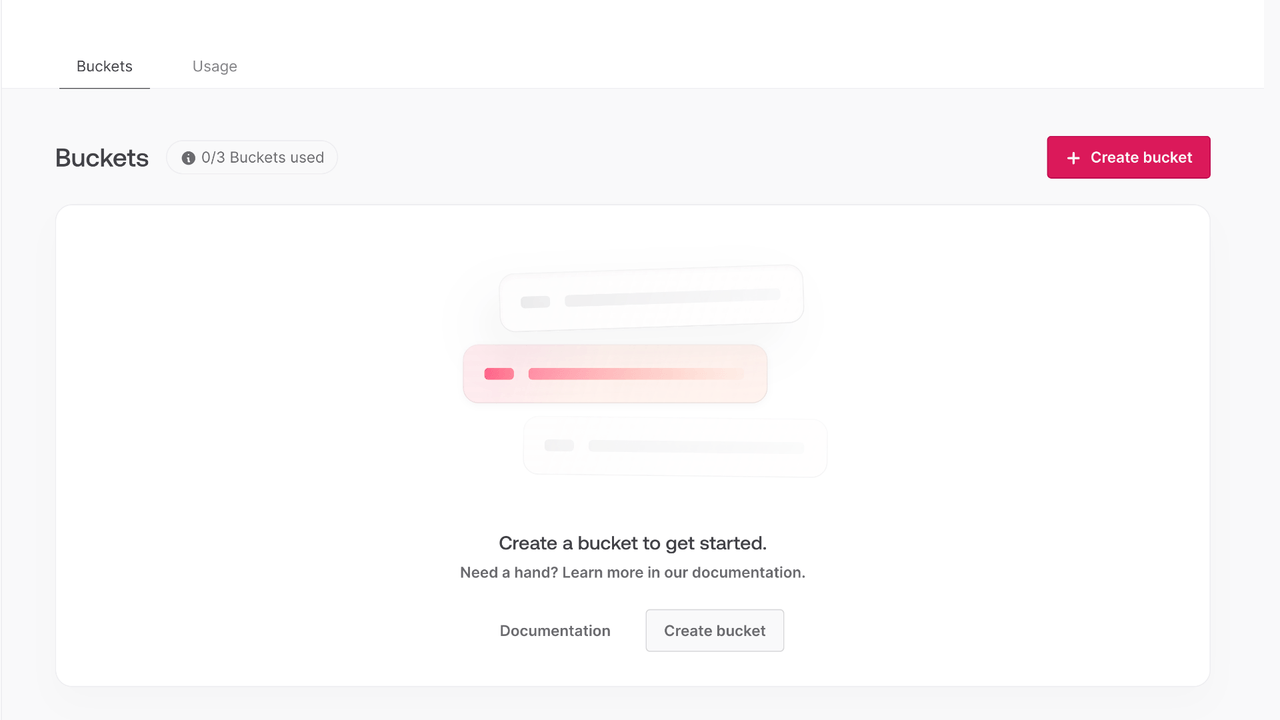 Buckets
Usage
Buckets
0/3 Buckets used
Create bucket
Create a bucket to get started.
Need a hand? Learn more in our documentation.
Documentation
Create bucket